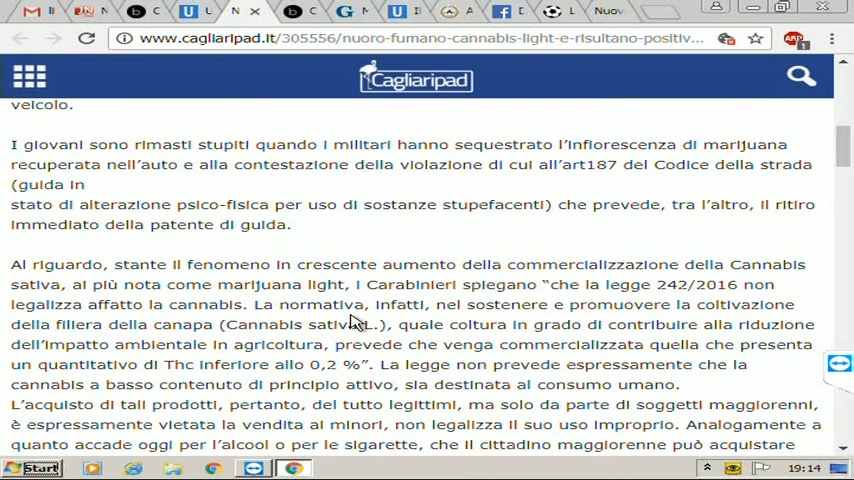 M Il
N
C
U
N
C
G
U
Il
A
f
D
L
Nuov
www.cagliaripad.it/305556/nuoro-fumano-cannabis-light-e-risultano-positiv...
ABP
1
Cagliaripad
veicolo.
I giovani sono rimasti stupiti quando i militari hanno sequestrato l'infiorescenza di marijuana
recuperata nell'auto e alla contestazione della violazione di cui all'art187 del Codice della strada
(guida in
stato di alterazione psico-fisica per uso di sostanze stupefacenti) che prevede, tra l'altro, il ritiro
immediato della patente di guida.
Al riguardo, stante il fenomeno in crescente aumento della commercializzazione della Cannabis
sativa, ai più nota come marijuana light, i Carabinieri spiegano "che la legge 242/2016 non
legalizza affatto la cannabis. La normativa, infatti, nel sostenere e promuovere la coltivazione
della filiera della canapa (Cannabis sativa L.), quale coltura in grado di contribuire alla riduzione
dell'impatto ambientale in agricoltura, prevede che venga commercializzata quella che presenta
un quantitativo di Thc inferiore allo 0,2 %". La legge non prevede espressamente che la
cannabis a basso contenuto di principio attivo, sia destinata al consumo umano.
L'acquisto di tali prodotti, pertanto, del tutto legittimi, ma solo da parte di soggetti maggiorenni,
è espressamente vietata la vendita ai minori, non legalizza il suo uso improprio. Analogamente a
quanto accade oggi per l'alcool o per le sigarette, che il cittadino maggiorenne può acquistare
Start
19:14